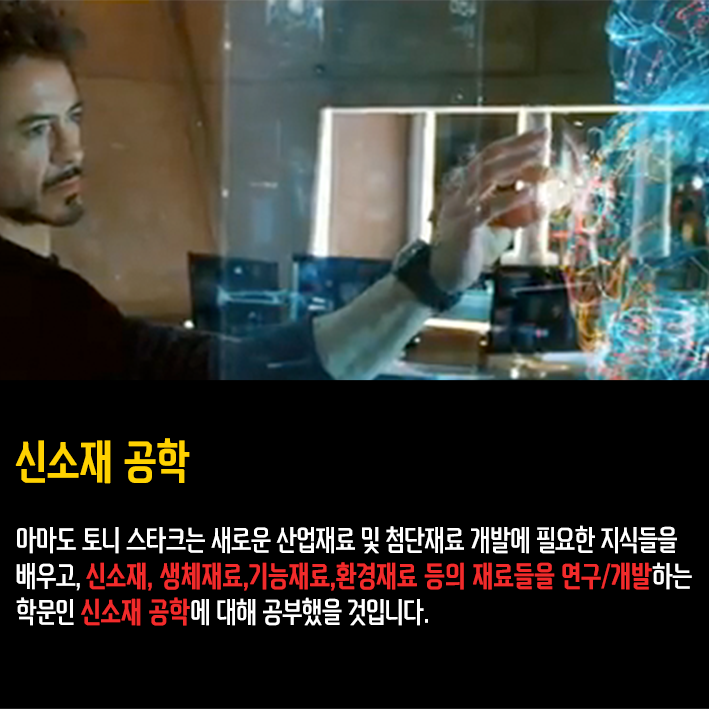 신소재 공학
아마도 토니 스타크는 새로운 산업재료 및 첨단재료 개발에 필요한 지식들을
배우고, 신소재, 생체재료,기능재료,환경재료 등의 재료들을 연구/개발하는
학문인 신소재 공학에 대해 공부했을 것입니다.